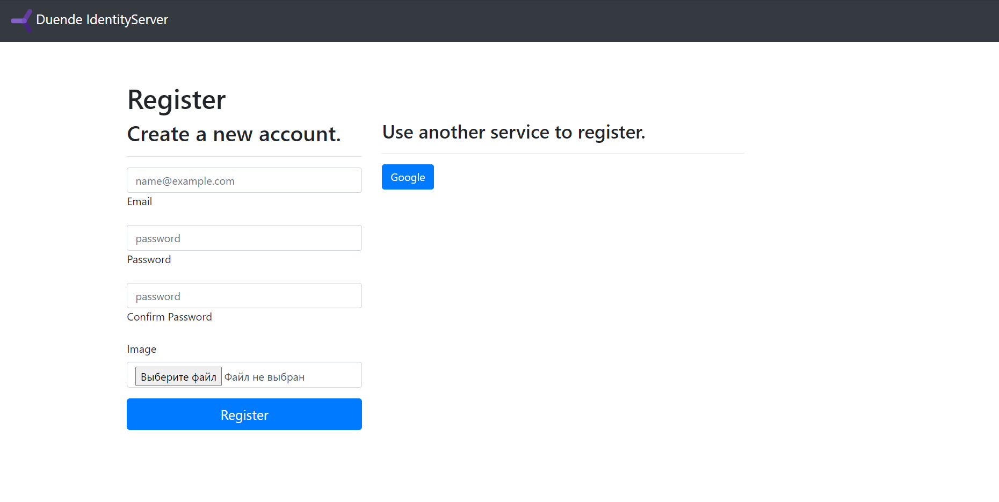 Duende IdentityServer
Register
Create a new account.
name@example.com
Email
password
Password
password
Confirm Password
Image
Выберите файл Файл не выбран
Register
Use another service to register.
Google